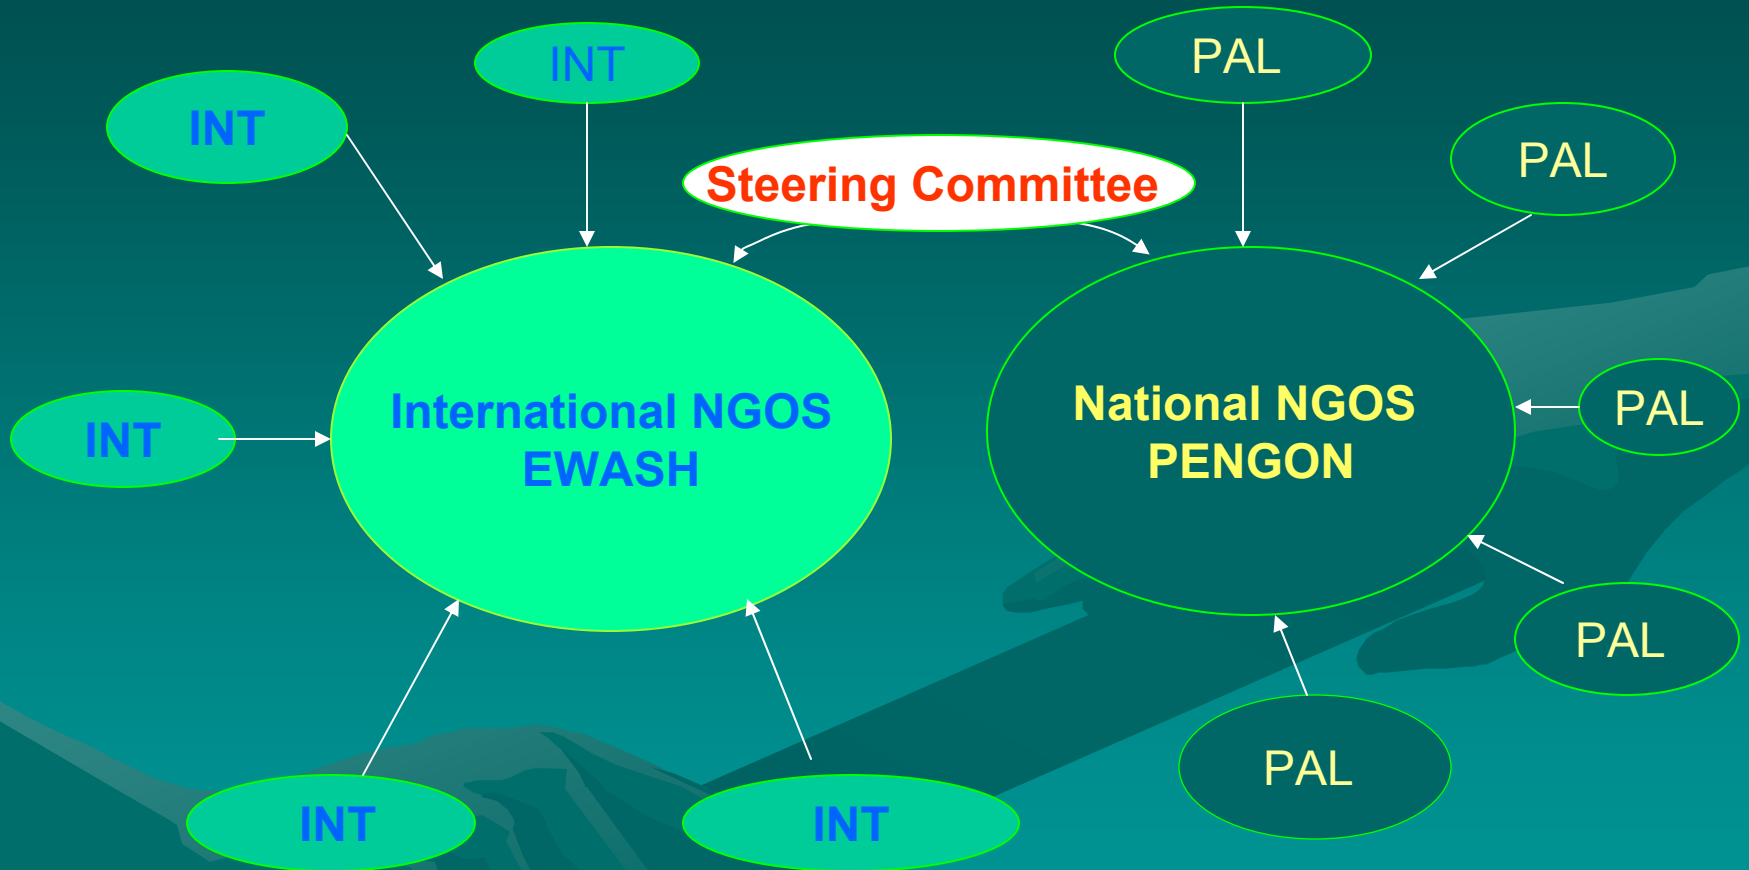 INT
PAL
INT
PAL
Steering Committee
International NGOS
EWASH
National NGOS
PENGON
PAL
INT
PAL
PAL
INT
INT